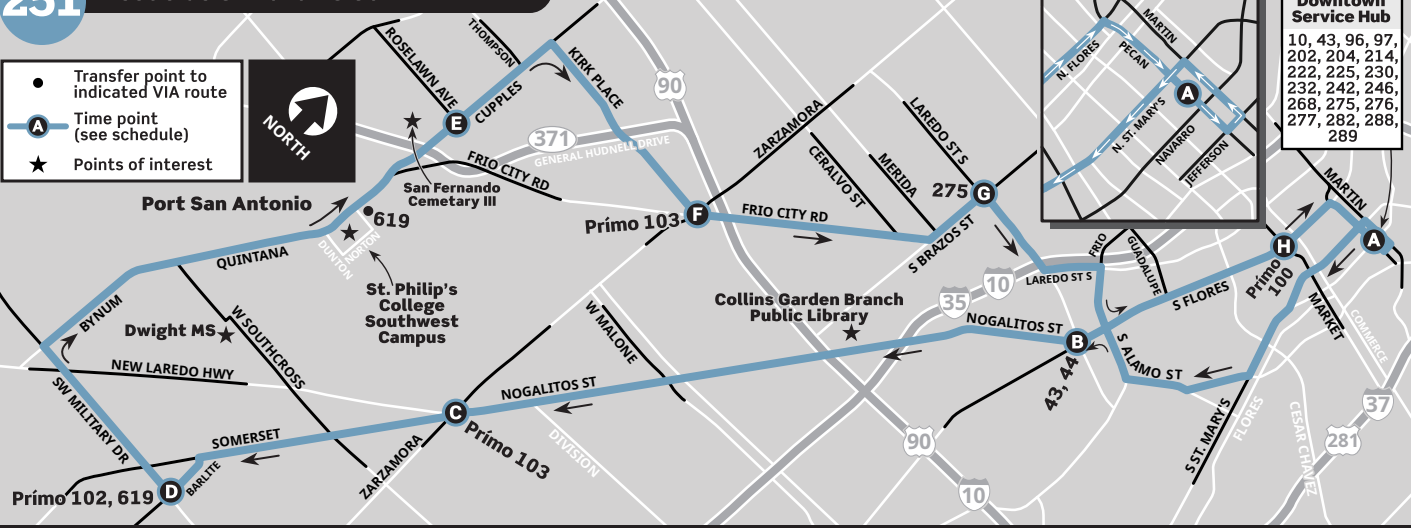 251
Downtown
Service Hub
10, 43, 96, 97,
202, 204, 214,
222, 225, 230,
232, 242, 246,
268, 275, 276,
277, 282, 288,
289
Transfer point to
indicated VIA route
A
Time point
(see schedule)
Points of interest
NORTH
ROSELAWN AVE
THOMPSON
KIRK PLACE
CUPPLES
E
90
371
GENERAL HUDNELL DRIVE
FRIO CITY RD
San Fernando
Cemetary III
Port San Antonio
619
DUNTON
NORTON
QUINTANA
St. Philip's
College
Southwest
Campus
BYNUM
Dwight MS
W SOUTHCROSS
NEW LAREDO HWY
SW MILITARY DR
SOMERSET
BARLITE
Prímo 102, 619
D
ZARZAMORA
C
Prímo 103
NOGALITOS ST
DIVISION
W MALONE
Prímo 103
F
FRIO CITY RD
ZARZAMORA
CERALVO ST
MERIDA
LAREDO ST S
275
G
S BRAZOS ST
Collins Garden Branch
Public Library
35
10
LAREDO ST S
FRIO
GUADALUPE
NOGALITOS ST
B
43, 44
S ALAMO ST
S FLORES
H
Prímo
100
MARTIN
A
MARKET
COMMERCE
S ST. MARY'S
FLORES
CESAR CHAVEZ
37
281
90
10
N. FLORES
PECAN
MARTIN
A
N. ST. MARY'S
NAVARRO
JEFFERSON